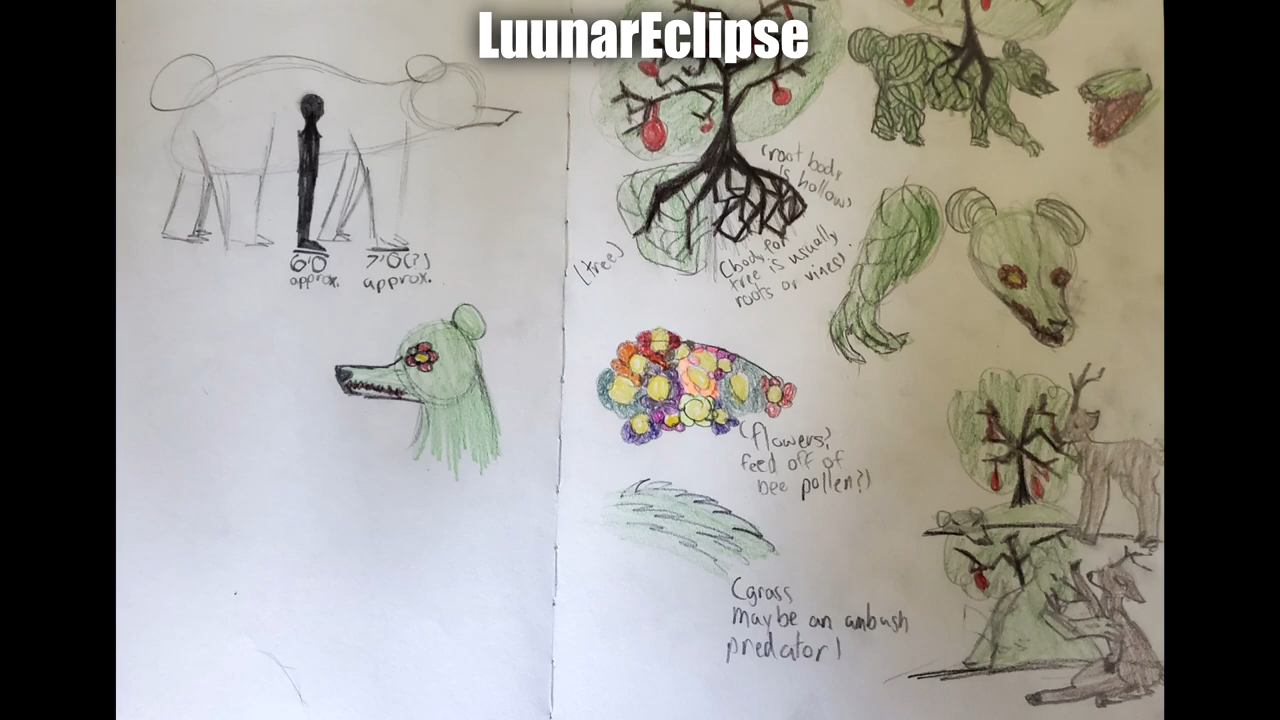 LuunarEclipse
6'0
approx.
7'0(?)
approx.
(root body
is hollow)
(tree)
(body for
tree is usually
roots or vines)
(flowers?
feed off of
bee pollen?)
(grass
maybe an ambush
predator)